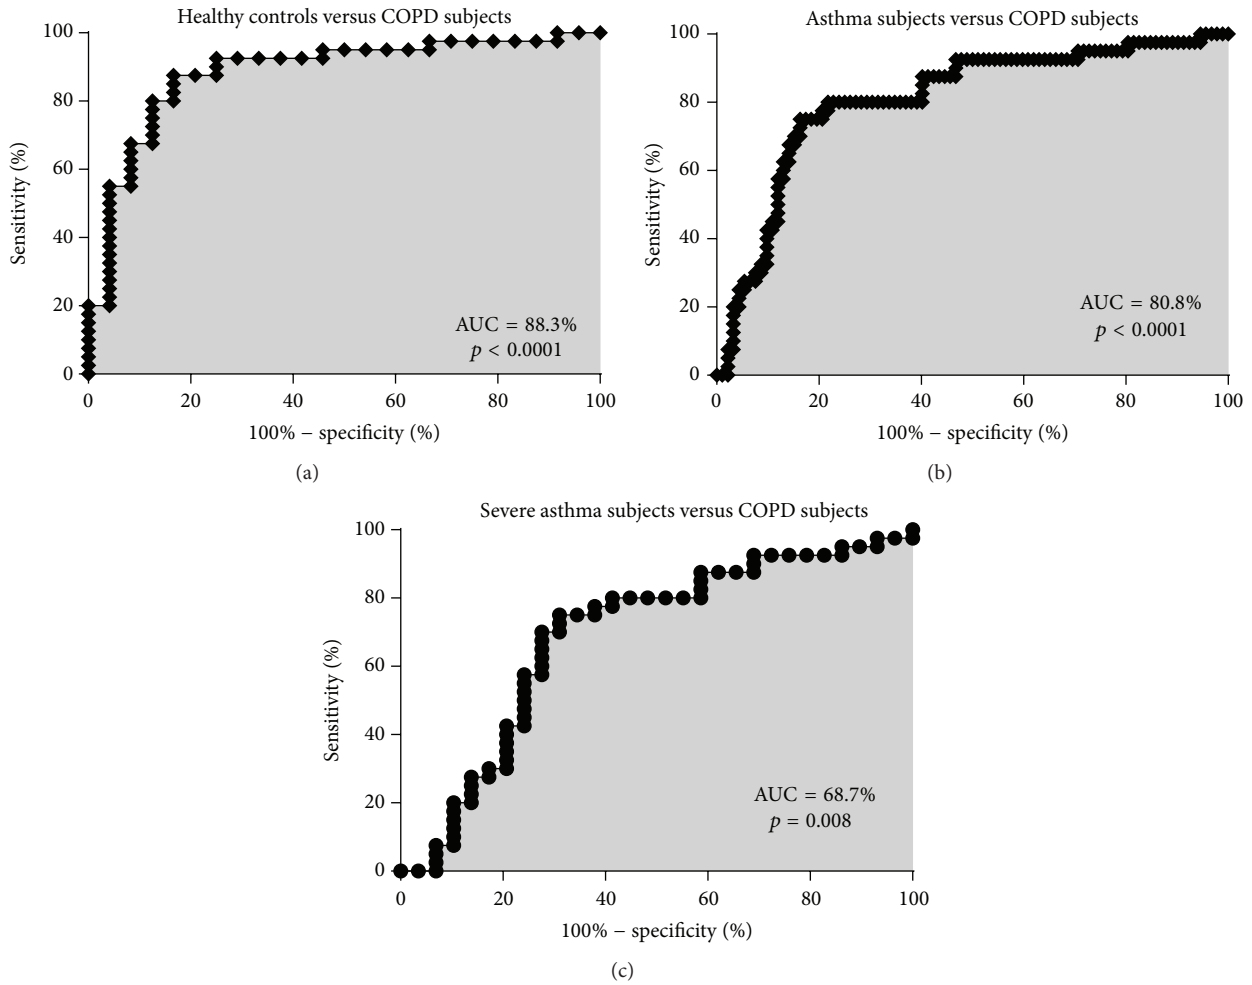 Healthy controls versus COPD subjects
100
80
60
40
20
0
Sensitivity (%)
AUC = 88.3%
p < 0.0001
0 20 40 60 80 100
100% − specificity (%)
(a)
Asthma subjects versus COPD subjects
100
80
60
40
20
0
Sensitivity (%)
AUC = 80.8%
p < 0.0001
0 20 40 60 80 100
100% − specificity (%)
(b)
Severe asthma subjects versus COPD subjects
100
80
60
40
20
0
Sensitivity (%)
AUC = 68.7%
p = 0.008
0 20 40 60 80 100
100% − specificity (%)
(c)